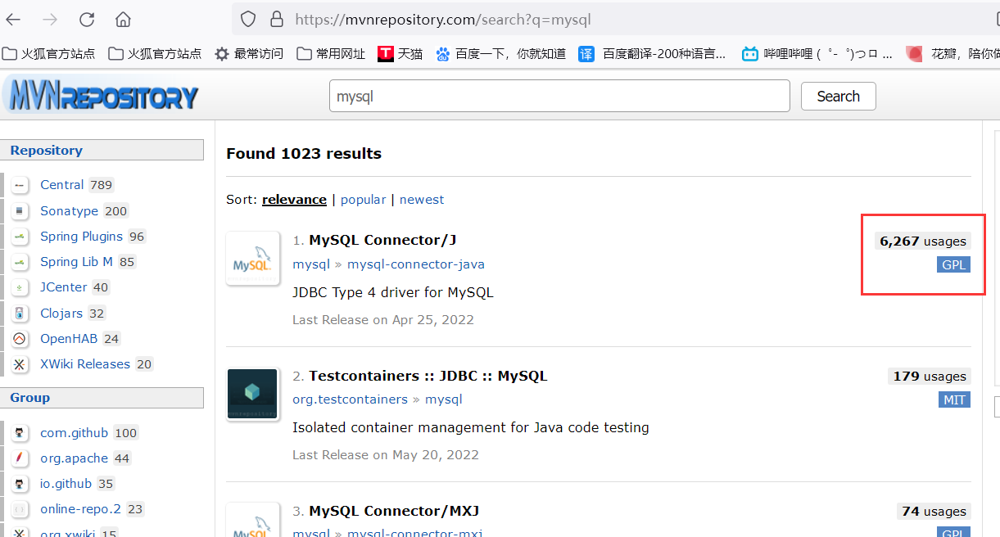 https://mvnrepository.com/search?q=mysql
火狐官方站点 火狐官方站点 最常访问 常用网址 天猫 百度一下，你就知道 译 百度翻译-200种语言... 哔哩哔哩 ( ゜- ゜)つロ ... 花瓣，陪你
MVNREPOSITORY
mysql
Search
Repository
Central 789
Sonatype 200
Spring Plugins 96
Spring Lib M 85
JCenter 40
Clojars 32
OpenHAB 24
XWiki Releases 20
Group
com.github 100
org.apache 44
io.github 35
online-repo.2 23
org.xwiki 15
Found 1023 results
Sort: relevance | popular | newest
MySQL
1. MySQL Connector/J
6,267 usages
mysql » mysql-connector-java
GPL
JDBC Type 4 driver for MySQL
Last Release on Apr 25, 2022
2. Testcontainers :: JDBC :: MySQL
179 usages
org.testcontainers » mysql
MIT
Isolated container management for Java code testing
Last Release on May 20, 2022
3. MySQL Connector/MXJ
74 usages
MySQL
mysql » mysql-connector-mxj
GPL